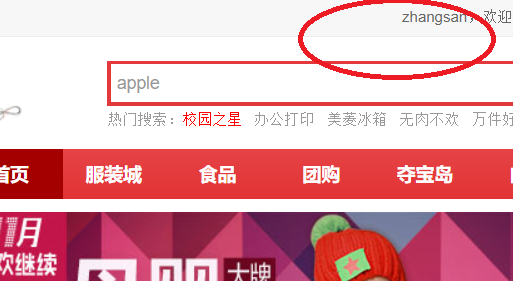 zhangsan，欢迎
apple
热门搜索：校园之星 办公打印 美菱冰箱 无肉不欢 万件好
首页 服装城 食品 团购 夺宝岛
1月
欢继续
大牌